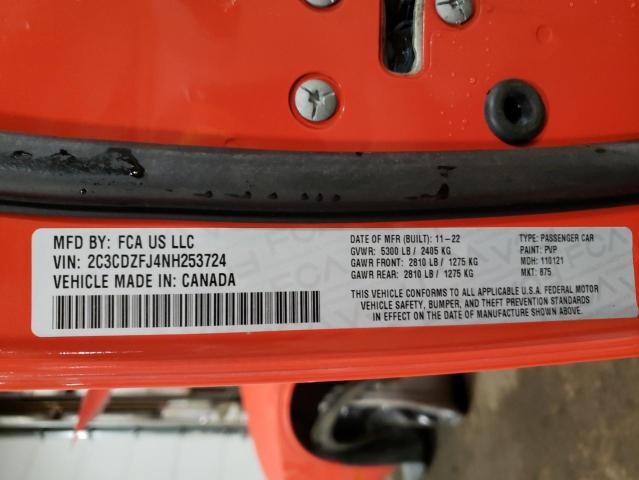 MFD BY: FCA US LLC
VIN: 2C3CDZFJ4NH253724
VEHICLE MADE IN: CANADA
DATE OF MFR (BUILT): 11-22
GVWR: 5300 LB / 2405 KG
GAWR FRONT: 2810 LB / 1275 KG
GAWR REAR: 2810 LB / 1275 KG
TYPE: PASSENGER CAR
PAINT: PVP
MDH: 110121
MKT: 875
THIS VEHICLE CONFORMS TO ALL APPLICABLE U.S.A. FEDERAL MOTOR
VEHICLE SAFETY, BUMPER, AND THEFT PREVENTION STANDARDS
IN EFFECT ON THE DATE OF MANUFACTURE SHOWN ABOVE.